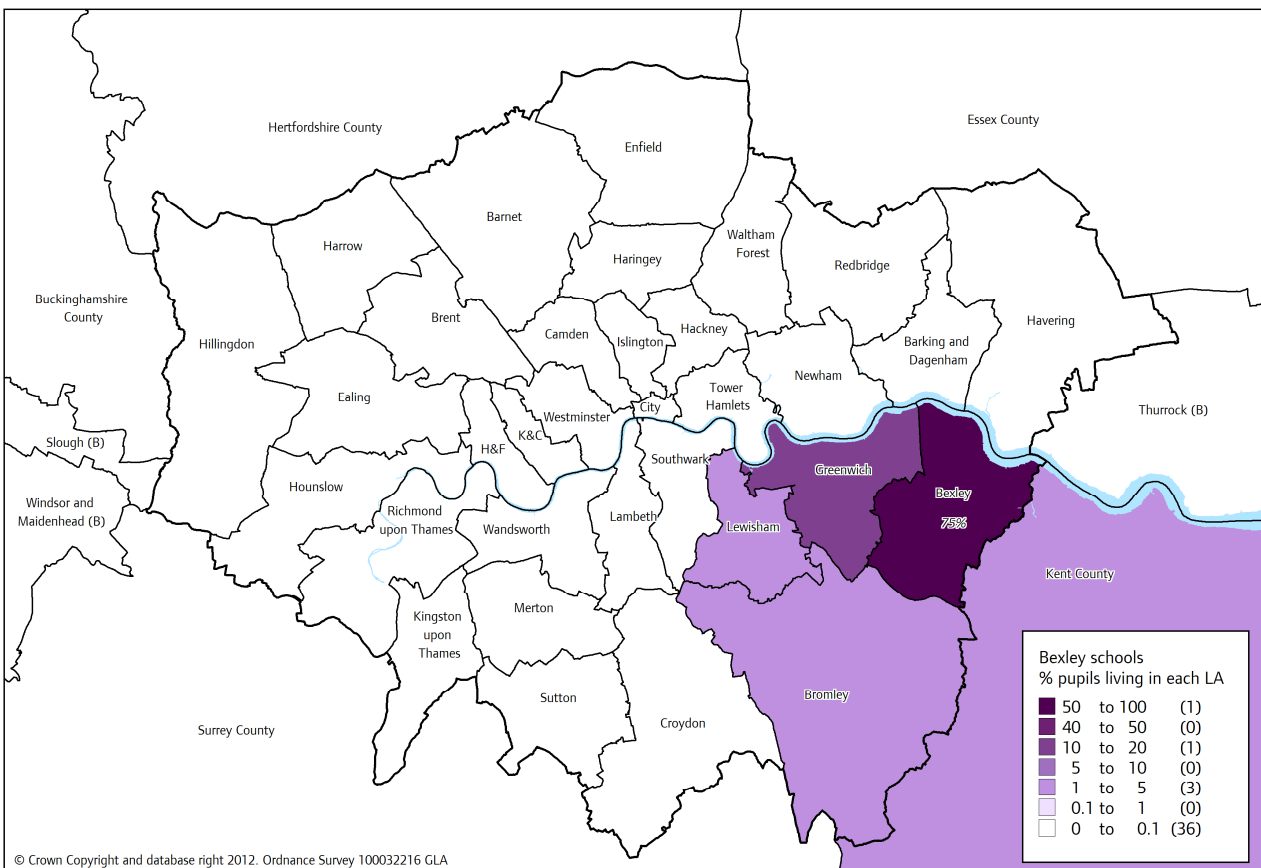 Hertfordshire County
Essex County
Enfield
Barnet
Waltham
Forest
Harrow
Haringey
Redbridge
Buckinghamshire
County
Brent
Hillingdon
Camden
Islington
Hackney
Havering
Barking and
Dagenham
Ealing
Newham
Tower
Hamlets
Westminster
City
Thurrock (B)
Slough (B)
K&C
H&F
Southwark
Greenwich
Hounslow
Bexley
75%
Windsor and
Maidenhead (B)
Richmond
upon Thames
Wandsworth
Lambeth
Lewisham
Kent County
Merton
Kingston
upon
Thames
Sutton
Bromley
Croydon
Surrey County
Bexley schools
% pupils living in each LA
50 to 100 (1)
40 to 50 (0)
10 to 20 (1)
5 to 10 (0)
1 to 5 (3)
0.1 to 1 (0)
0 to 0.1 (36)
© Crown Copyright and database right 2012. Ordnance Survey 100032216 GLA